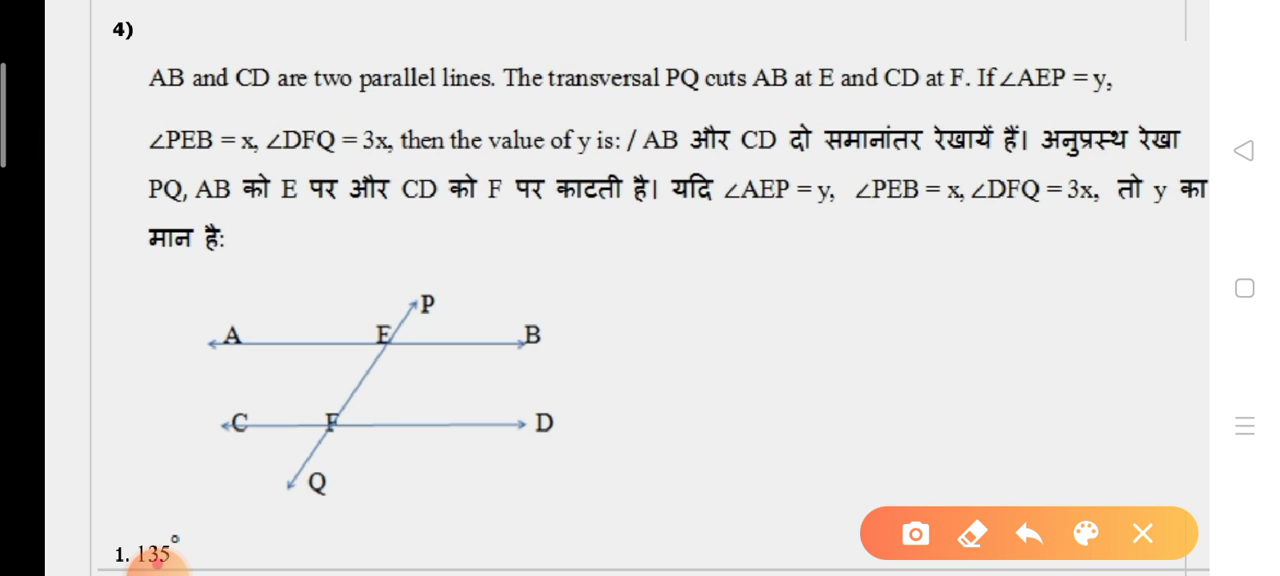 4)
AB and CD are two parallel lines. The transversal PQ cuts AB at E and CD at F. If ∠AEP = y,
∠PEB = x, ∠DFQ = 3x, then the value of y is: / AB और CD दो समानांतर रेखायें हैं। अनुप्रस्थ रेखा
PQ, AB को E पर और CD को F पर काटती है। यदि ∠AEP = y, ∠PEB = x, ∠DFQ = 3x, तो y का
मान है:
P
A E B
C F D
Q
1. 135°